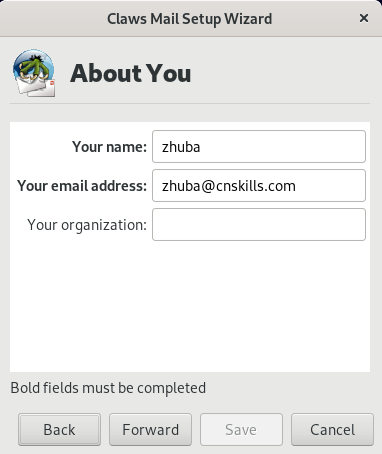 Claws Mail Setup Wizard ×
About You
Your name: zhuba
Your email address: zhuba@cnskills.com
Your organization:
Bold fields must be completed
Back Forward Save Cancel